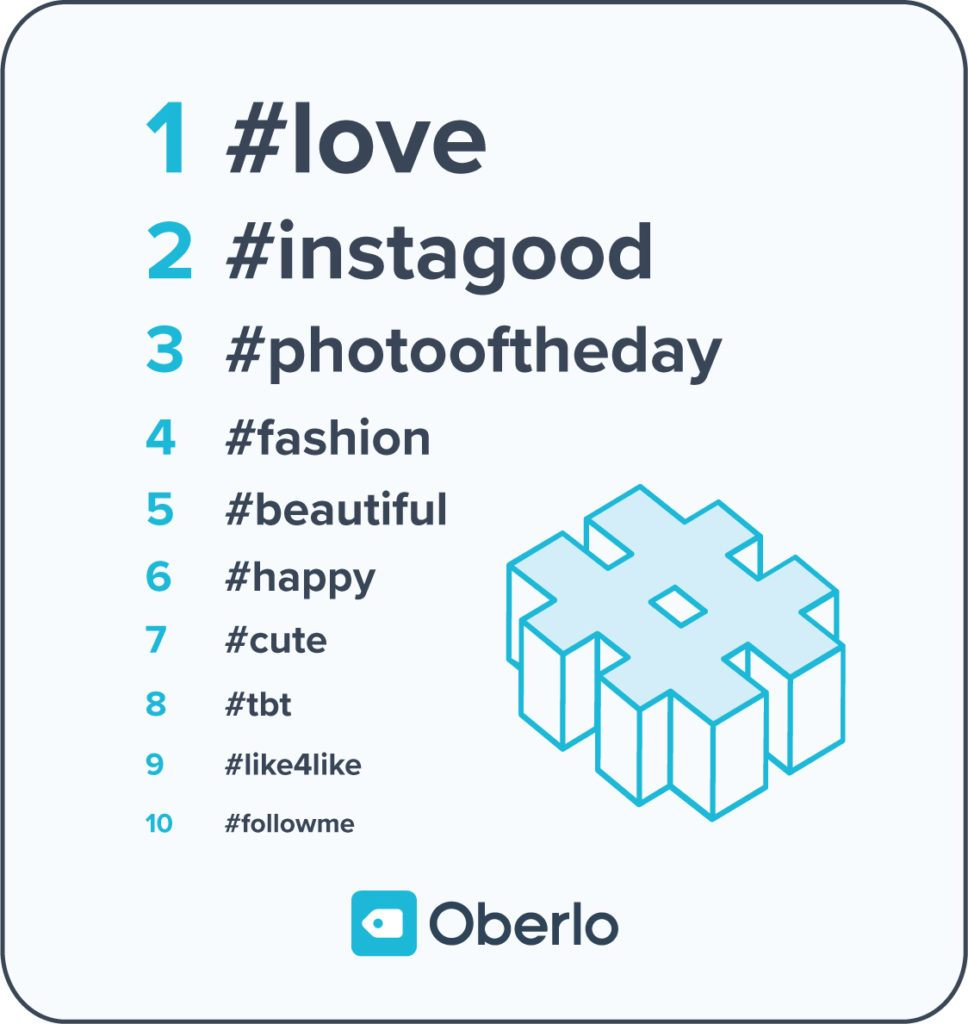 1 #love
2 #instagood
3 #photooftheday
4 #fashion
5 #beautiful
6 #happy
7 #cute
8 #tbt
9 #like4like
10 #followme
Oberlo